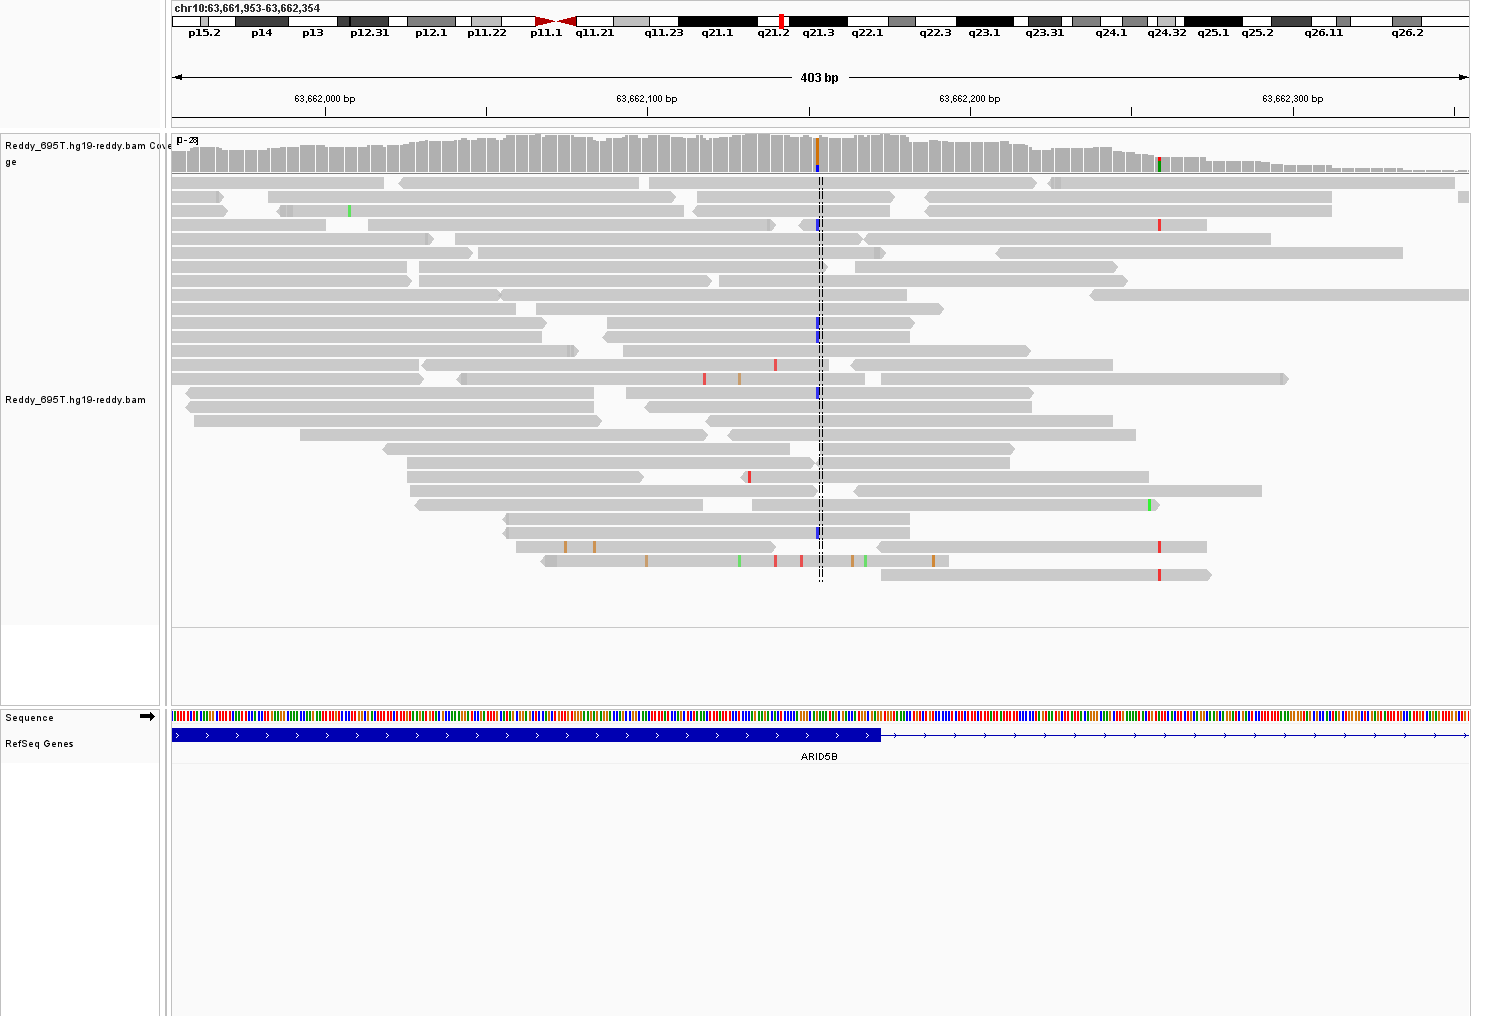 chr10:63,661,953-63,662,354
p15.2 p14 p13 p12.31 p12.1 p11.22 p11.1 q11.21 q11.23 q21.1 q21.2 q21.3 q22.1 q22.3 q23.1 q23.31 q24.1 q24.32 q25.1 q25.2 q26.11 q26.2
403 bp
63,662,000 bp 63,662,100 bp 63,662,200 bp 63,662,300 bp
Reddy_695T.hg19-reddy.bam Cove
ge
Reddy_695T.hg19-reddy.bam
Sequence
RefSeq Genes
ARID5B